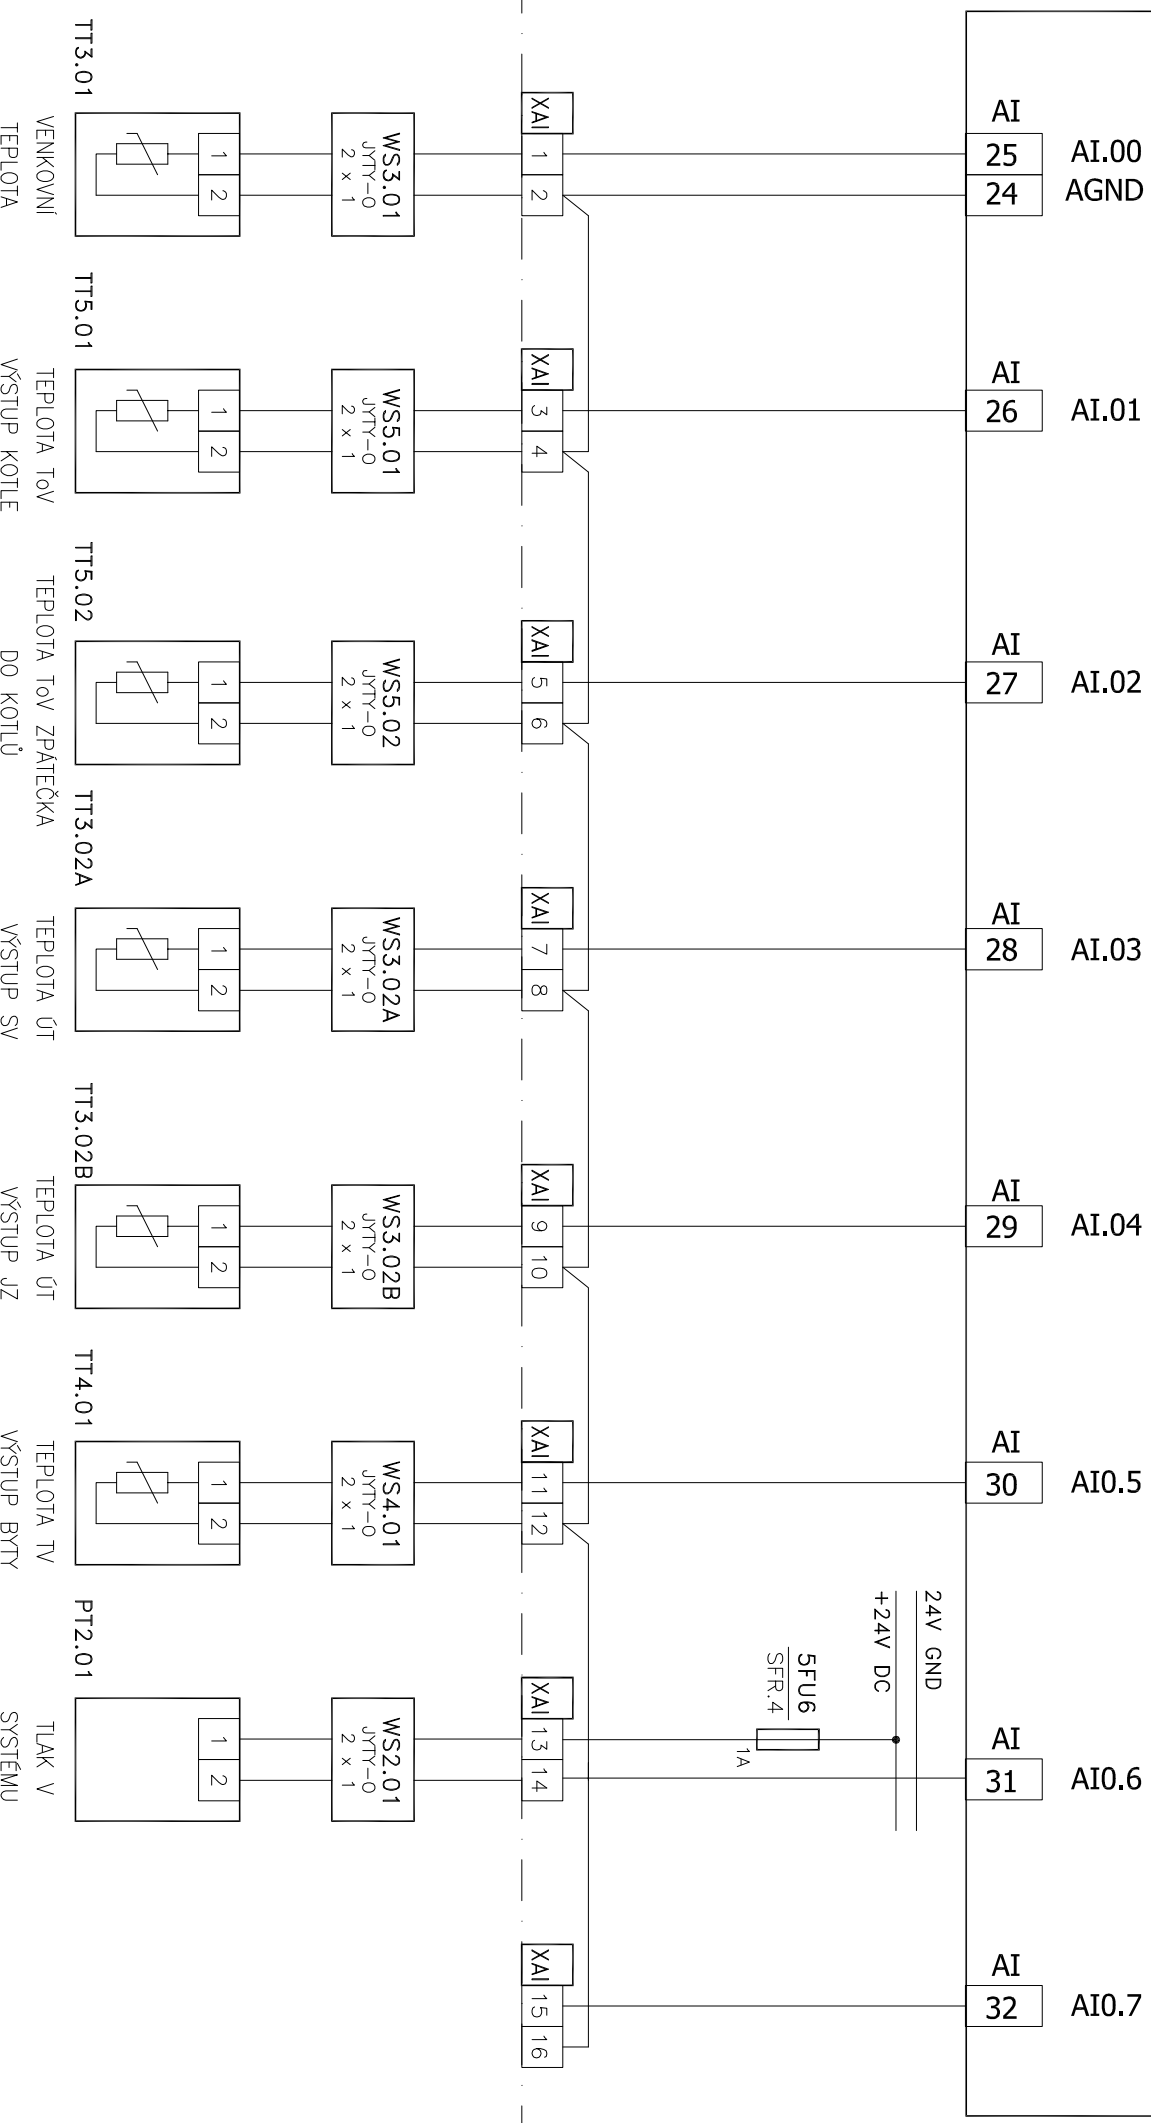 AI
25
AI.00
24
AGND
AI
26
AI.01
AI
27
AI.02
AI
28
AI.03
AI
29
AI.04
AI
30
AI0.5
AI
31
AI0.6
AI
32
AI0.7
24V GND
+24V DC
5FU6
SFR.4
1A
XAI
1
2
XAI
3
4
XAI
5
6
XAI
7
8
XAI
9
10
XAI
11
12
XAI
13
14
XAI
15
16
WS3.01
JYTY-O
2 x 1
WS5.01
JYTY-O
2 x 1
WS5.02
JYTY-O
2 x 1
WS3.02A
JYTY-O
2 x 1
WS3.02B
JYTY-O
2 x 1
WS4.01
JYTY-O
2 x 1
WS2.01
JYTY-O
2 x 1
1
2
1
2
1
2
1
2
1
2
1
2
1
2
TT3.01
VENKOVNÍ
TEPLOTA
TT5.01
TEPLOTA ToV
VÝSTUP KOTLE
TT5.02
TEPLOTA ToV ZPÁTEČKA
DO KOTLŮ
TT3.02A
TEPLOTA ÚT
VÝSTUP SV
TT3.02B
TEPLOTA ÚT
VÝSTUP JZ
TT4.01
TEPLOTA TV
VÝSTUP BYTY
PT2.01
TLAK V
SYSTÉMU